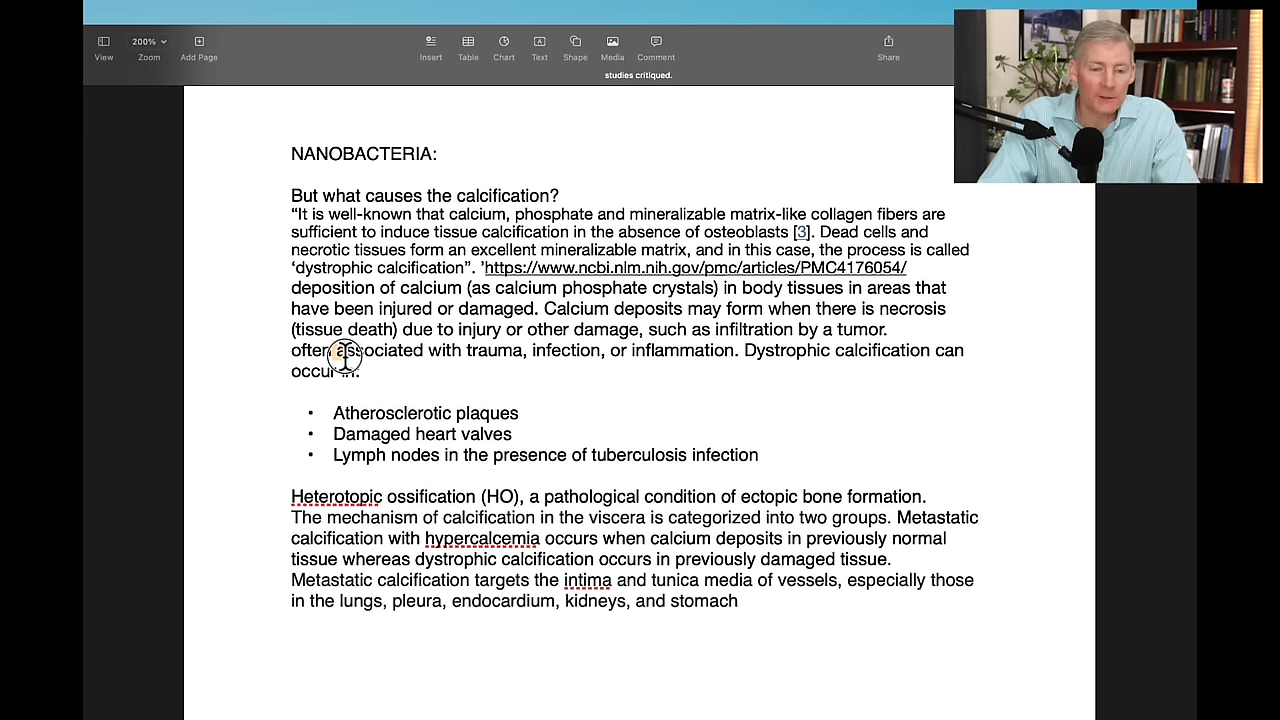 View
200%
Zoom
Add Page
Insert
Table
Chart
Text
Shape
Media
Comment
Share
studies critiqued.
NANOBACTERIA:
But what causes the calcification?
“It is well-known that calcium, phosphate and mineralizable matrix-like collagen fibers are
sufficient to induce tissue calcification in the absence of osteoblasts [3]. Dead cells and
necrotic tissues form an excellent mineralizable matrix, and in this case, the process is called
‘dystrophic calcification”. ’https://www.ncbi.nlm.nih.gov/pmc/articles/PMC4176054/
deposition of calcium (as calcium phosphate crystals) in body tissues in areas that
have been injured or damaged. Calcium deposits may form when there is necrosis
(tissue death) due to injury or other damage, such as infiltration by a tumor.
often associated with trauma, infection, or inflammation. Dystrophic calcification can
occur in:
• Atherosclerotic plaques
• Damaged heart valves
• Lymph nodes in the presence of tuberculosis infection
Heterotopic ossification (HO), a pathological condition of ectopic bone formation.
The mechanism of calcification in the viscera is categorized into two groups. Metastatic
calcification with hypercalcemia occurs when calcium deposits in previously normal
tissue whereas dystrophic calcification occurs in previously damaged tissue.
Metastatic calcification targets the intima and tunica media of vessels, especially those
in the lungs, pleura, endocardium, kidneys, and stomach